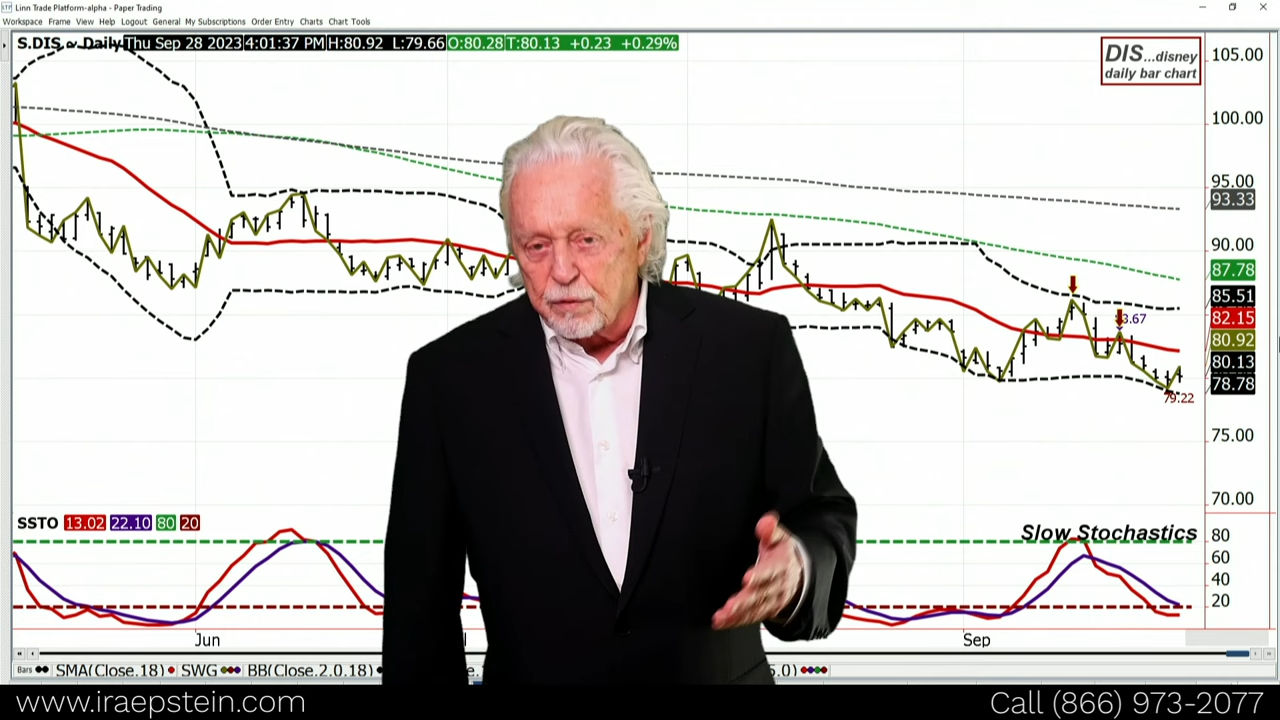 Linn Trade Platform-alpha - Paper Trading
Workspace Frame View Help Logout General My Subscriptions Order Entry Charts Chart Tools
S.DIS ~ Daily Thu Sep 28 2023 4:01:37 PM H:80.92 L:79.66 O:80.28 T:80.13 +0.23 +0.29%
DIS...disney
daily bar chart
105.00
100.00
95.00
93.33
90.00
87.78
85.51
82.15
80.92
80.13
78.78
75.00
70.00
3.67
79.22
SSTO 13.02 22.10 80 20
Slow Stochastics
80
60
40
20
Jun
Sep
Bars SMA(Close.18) SWG BB(Close.2.0.18)
5.0)
www.iraepstein.com
Call (866) 973-2077